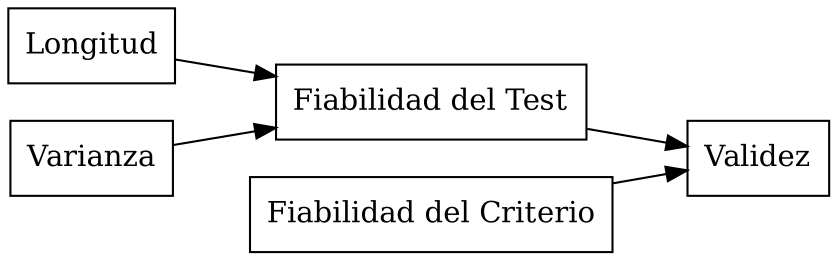 Longitud
Fiabilidad del Test
Varianza
Validez
Fiabilidad del Criterio